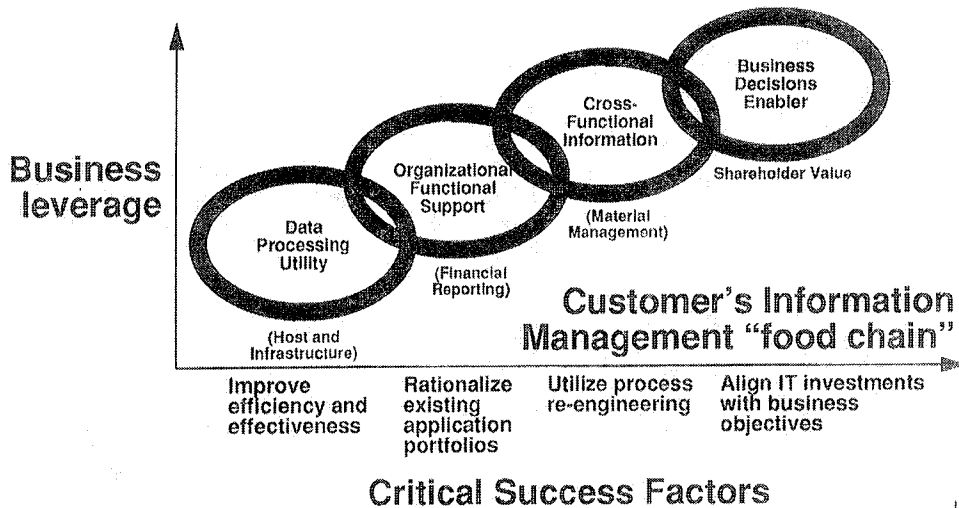 Business
Decisions
Enabler
Cross-
Functional
Information
Shareholder Value
Business
leverage
Organizational
Functional
Support
(Material
Management)
Data
Processing
Utility
(Financial
Reporting)
Customer's Information
Management "food chain"
(Host and
Infrastructure)
Improve
efficiency and
effectiveness
Rationalize
existing
application
portfolios
Utilize process
re-engineering
Align IT investments
with business
objectives
Critical Success Factors